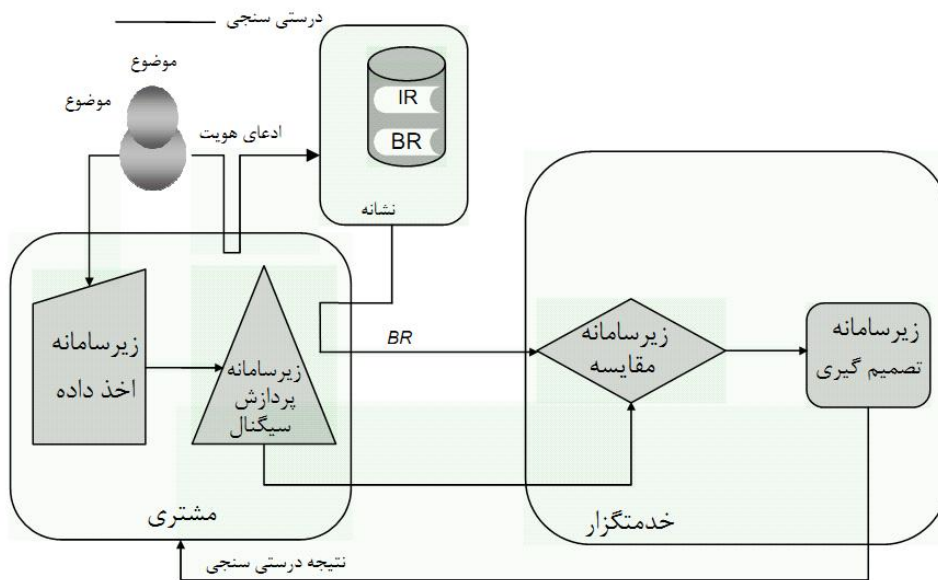 درستی سنجی
موضوع
موضوع
ادعای هویت
IR
BR
نشانه
زیرسامانه
اخذ داده
زیرسامانه
پردازش
سیگنال
BR
زیرسامانه
مقایسه
زیرسامانه
تصمیم گیری
مشتری
خدمتگزار
نتیجه درستی سنجی